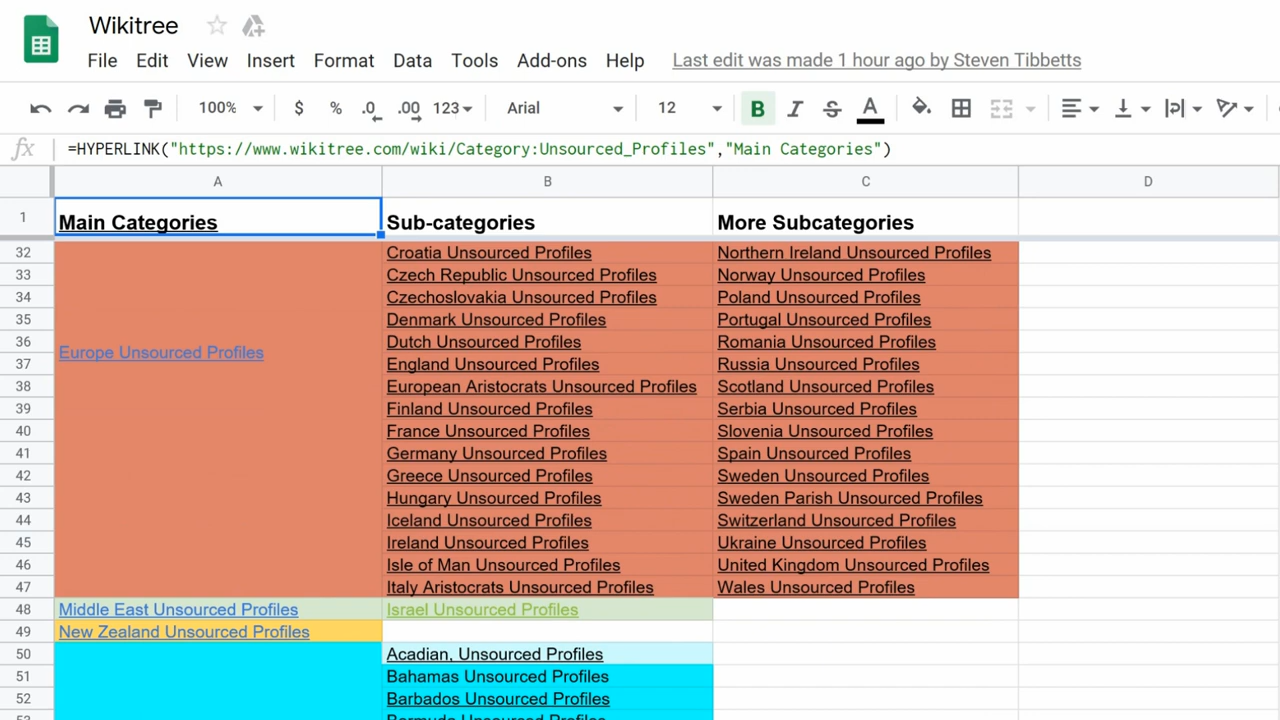 Wikitree
File Edit View Insert Format Data Tools Add-ons Help Last edit was made 1 hour ago by Steven Tibbetts
100% $ % .0 .00 123 Arial 12 B I S A
fx =HYPERLINK("https://www.wikitree.com/wiki/Category:Unsourced_Profiles","Main Categories")
A B C D
1 Main Categories Sub-categories More Subcategories
32 Croatia Unsourced Profiles Northern Ireland Unsourced Profiles
33 Czech Republic Unsourced Profiles Norway Unsourced Profiles
34 Czechoslovakia Unsourced Profiles Poland Unsourced Profiles
35 Denmark Unsourced Profiles Portugal Unsourced Profiles
36 Dutch Unsourced Profiles Romania Unsourced Profiles
Europe Unsourced Profiles
37 England Unsourced Profiles Russia Unsourced Profiles
38 European Aristocrats Unsourced Profiles Scotland Unsourced Profiles
39 Finland Unsourced Profiles Serbia Unsourced Profiles
40 France Unsourced Profiles Slovenia Unsourced Profiles
41 Germany Unsourced Profiles Spain Unsourced Profiles
42 Greece Unsourced Profiles Sweden Unsourced Profiles
43 Hungary Unsourced Profiles Sweden Parish Unsourced Profiles
44 Iceland Unsourced Profiles Switzerland Unsourced Profiles
45 Ireland Unsourced Profiles Ukraine Unsourced Profiles
46 Isle of Man Unsourced Profiles United Kingdom Unsourced Profiles
47 Italy Aristocrats Unsourced Profiles Wales Unsourced Profiles
48 Middle East Unsourced Profiles Israel Unsourced Profiles
49 New Zealand Unsourced Profiles
50 Acadian, Unsourced Profiles
51 Bahamas Unsourced Profiles
52 Barbados Unsourced Profiles
53 Bermuda Unsourced Profiles